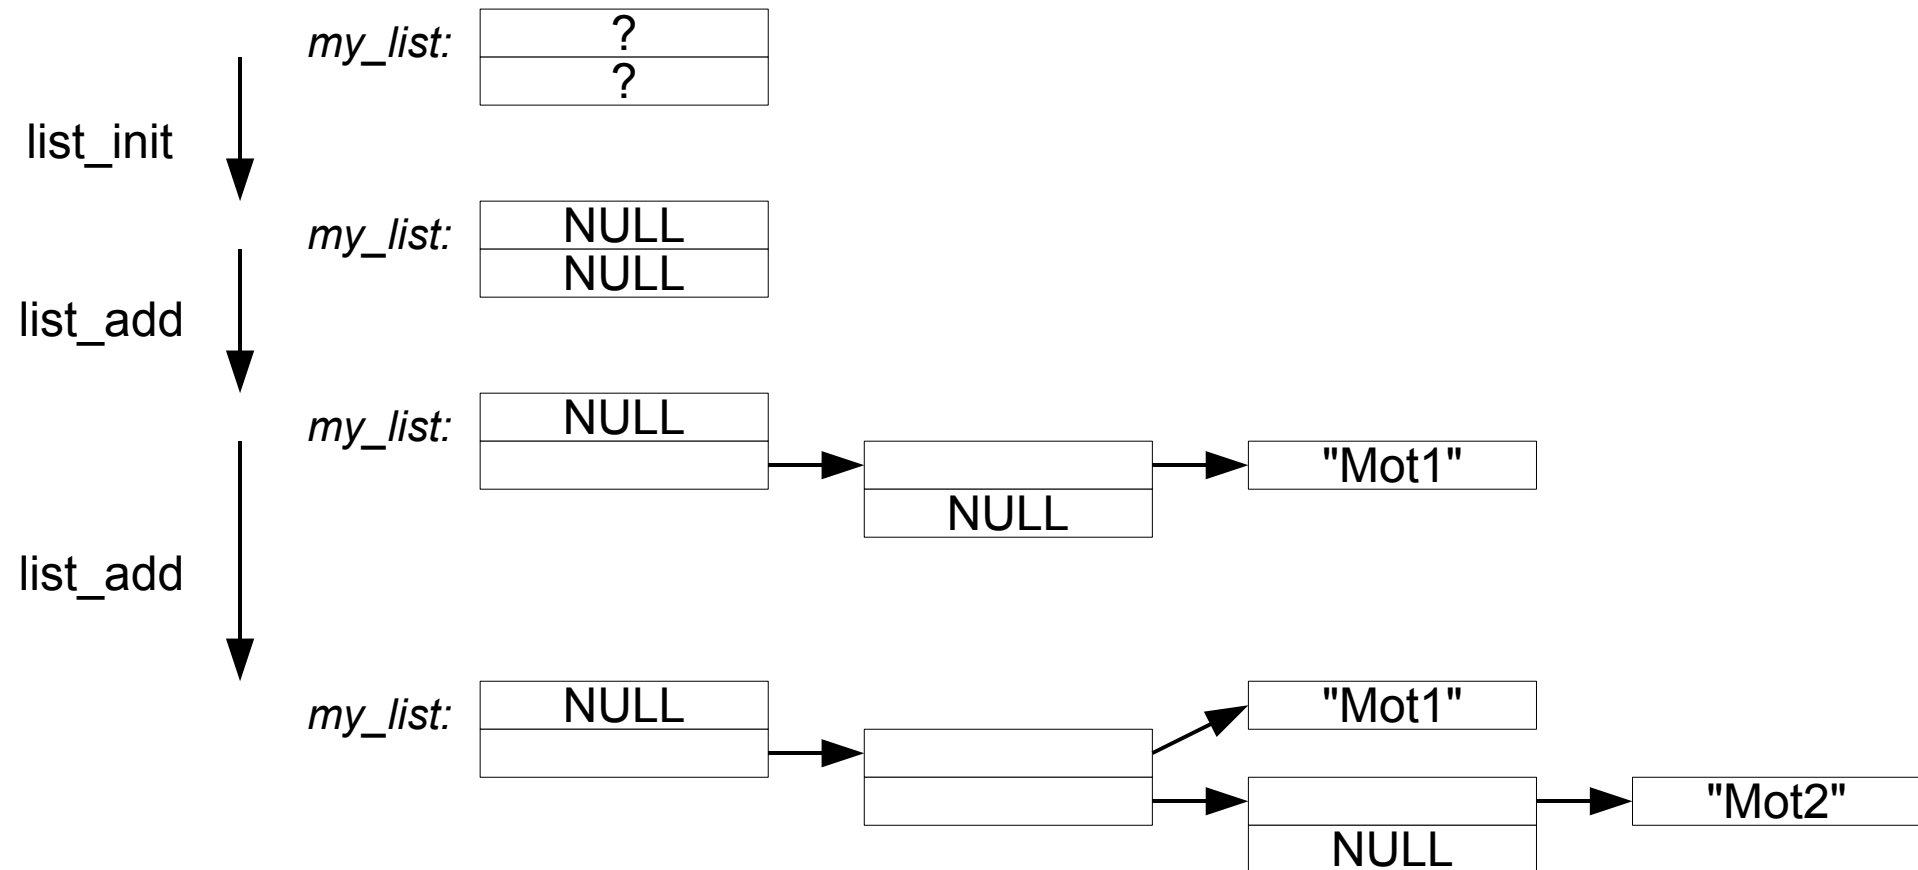 my_list:
?
?
list_init
my_list:
NULL
NULL
list_add
my_list:
NULL
"Mot1"
NULL
list_add
my_list:
NULL
"Mot1"
"Mot2"
NULL